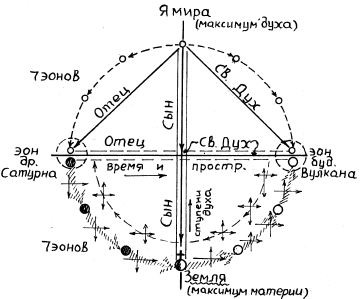 Я мира
(максимум духа)
7 эонов
Отец
Св. Дух
Сын
эон
др.
Сатурна
Отец
Св. Дух
время и простр.
эон
буд.
Вулкана
Сын
ступени
духа
7 эонов
Земля
(максимум материи)